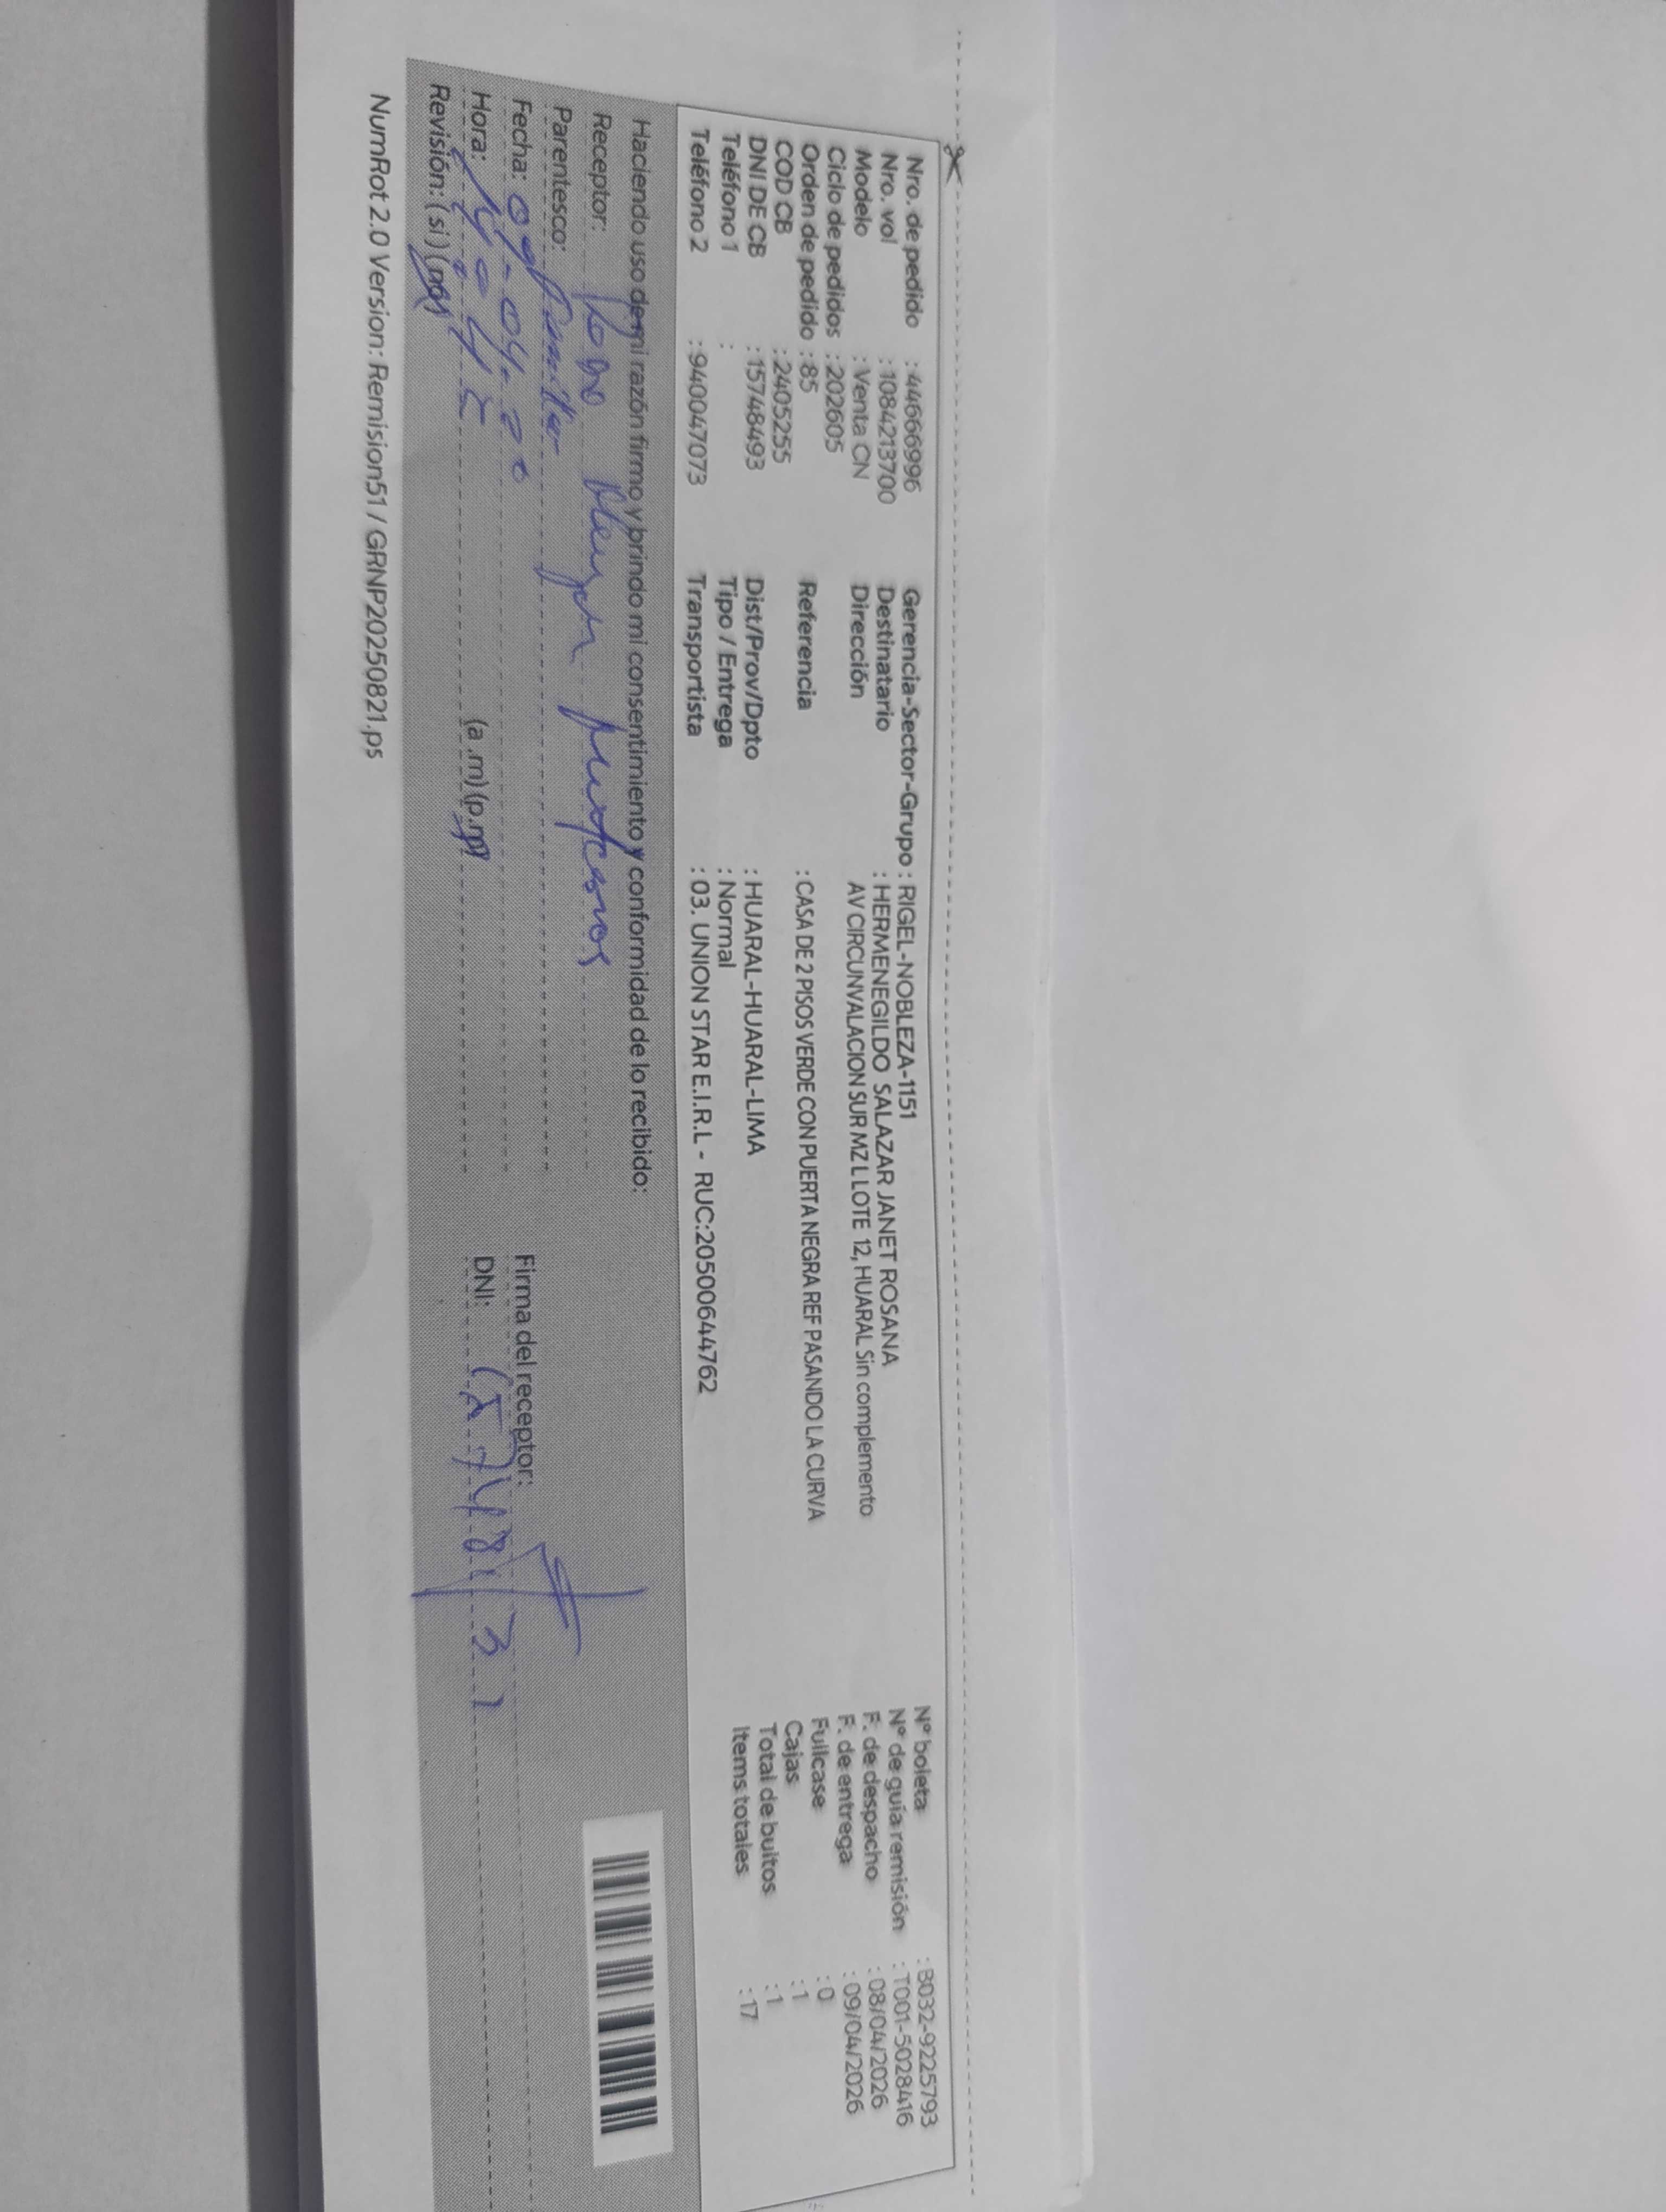 Nro. de pedido : 446666996
Nro. vol : 1084213700
Modelo : Venta CN
Ciclo de pedidos : 202605
Orden de pedido : 85
COD CB : 2405255
DNI DE CB : 15748493
Teléfono 1 :
Teléfono 2 : 940047073
Gerencia-Sector-Grupo : RIGEL-NOBLEZA-1151
Destinatario : HERMENEGILDO SALAZAR JANET ROSANA
Dirección AV CIRCUNVALACION SUR MZ L LOTE 12, HUARAL Sin complemento
Referencia : CASA DE 2 PISOS VERDE CON PUERTA NEGRA REF PASANDO LA CURVA
Dist/Prov/Dpto : HUARAL-HUARAL-LIMA
Tipo / Entrega : Normal
Transportista : 03. UNION STAR E.I.R.L - RUC:20500644762
Nº boleta : B032-9225793
Nº de guía remisión : T001-5028416
F. de despacho : 08/04/2026
F. de entrega : 09/04/2026
Fullcase : 0
Cajas : 1
Total de bultos : 1
Items totales : 17
Haciendo uso de mi razón firmo y brindo mi consentimiento y conformidad de lo recibido:
Receptor:
Parentesco:
Fecha: 09-04-
Hora: (a.m) (p.m)
Revisión: (si) (no)
Firma del receptor:
DNI:
NumRot 2.0 Version: Remision51 / GRNP20250821.ps